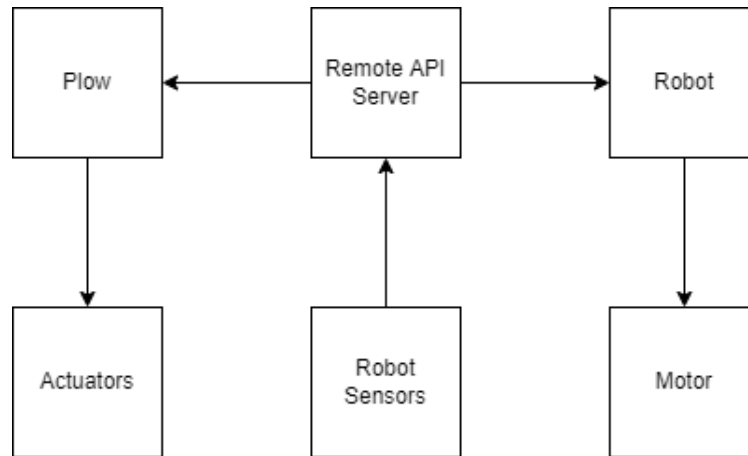 Plow
Remote API
Server
Robot
Actuators
Robot
Sensors
Motor